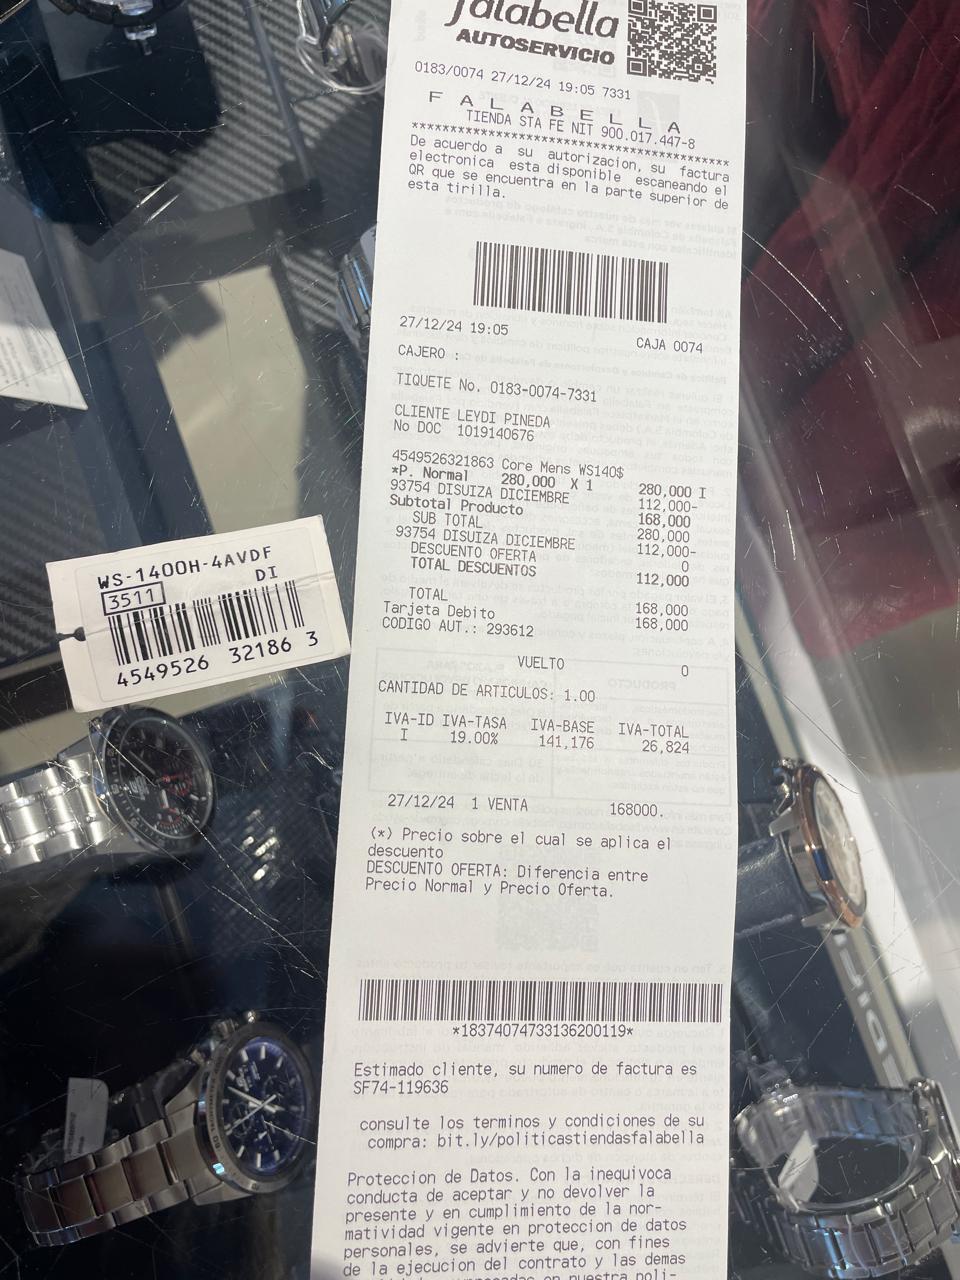 falabella
AUTOSERVICIO
0183/0074 27/12/24 19:05 7331
F A L A B E L L A
TIENDA STA FE NIT 900.017.447-8
****************************************
De acuerdo a su autorizacion, su factura
electronica esta disponible escaneando el
QR que se encuentra en la parte superior de
esta tirilla.
27/12/24 19:05 CAJA 0074
CAJERO :
TIQUETE No. 0183-0074-7331
CLIENTE LEYDI PINEDA
No DOC 1019140676
4549526321863 Core Mens WS140$ 280,000 I
*P. Normal 280,000 X 1
93754 DISUIZA DICIEMBRE 112,000-
Subtotal Producto 168,000
SUB TOTAL 280,000
93754 DISUIZA DICIEMBRE 112,000-
DESCUENTO OFERTA 0
TOTAL DESCUENTOS 112,000
TOTAL 168,000
Tarjeta Debito 168,000
CODIGO AUT.: 293612
VUELTO 0
CANTIDAD DE ARTICULOS: 1.00
IVA-ID IVA-TASA IVA-BASE IVA-TOTAL
I 19.00% 141,176 26,824
27/12/24 1 VENTA 168000.
(*) Precio sobre el cual se aplica el
descuento
DESCUENTO OFERTA: Diferencia entre
Precio Normal y Precio Oferta.
*18374074733136200119*
Estimado cliente, su numero de factura es
SF74-119636
consulte los terminos y condiciones de su
compra: bit.ly/politicastiendasfalabella
Proteccion de Datos. Con la inequivoca
conducta de aceptar y no devolver la
presente y en cumplimiento de la nor-
matividad vigente en proteccion de datos
personales, se advierte que, con fines
de la ejecucion del contrato y las demas
en nuestra poli-
WS-1400H-4AVDF
3511 DI
4549526 32186 3